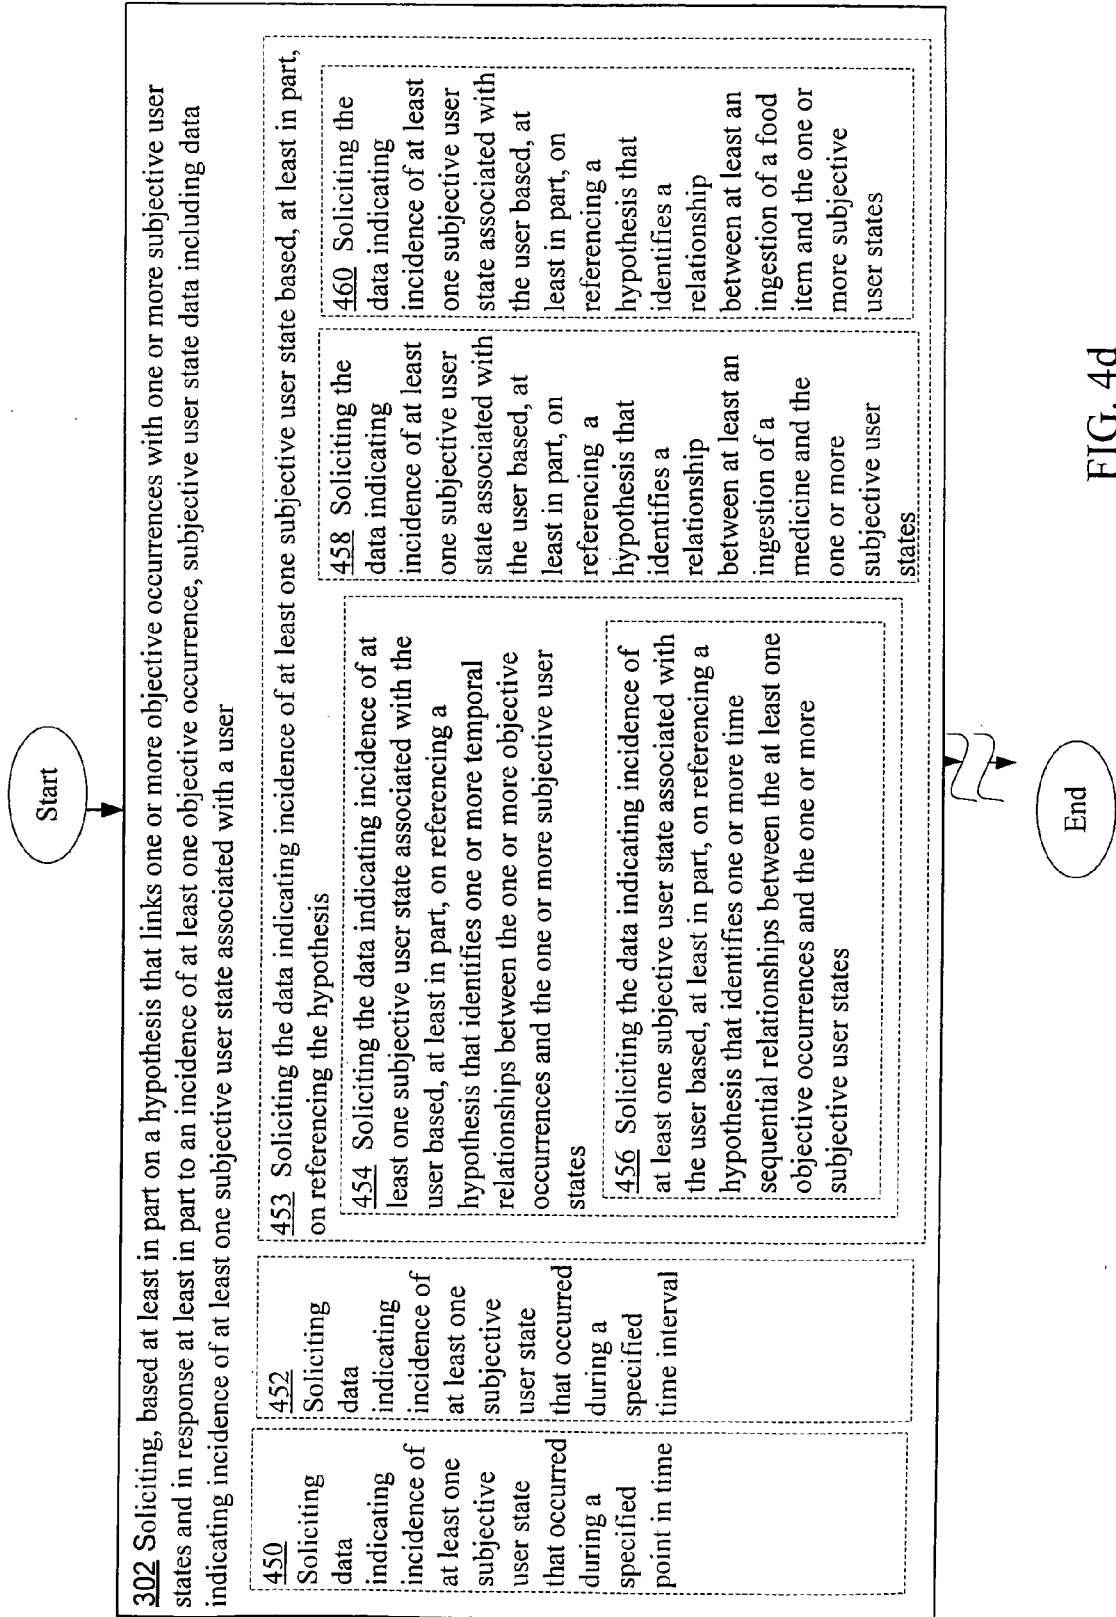 Start
302 Soliciting, based at least in part on a hypothesis that links one or more objective occurrences with one or more subjective user
states and in response at least in part to an incidence of at least one objective occurrence, subjective user state data including data
indicating incidence of at least one subjective user state associated with a user
450
Soliciting
data
indicating
incidence of
at least one
subjective
user state
that occurred
during a
specified
point in time
452
Soliciting
data
indicating
incidence of
at least one
subjective
user state
that occurred
during a
specified
time interval
453 Soliciting the data indicating incidence of at least one subjective user state based, at least in part,
on referencing the hypothesis
454 Soliciting the data indicating incidence of at
least one subjective user state associated with the
user based, at least in part, on referencing a
hypothesis that identifies one or more temporal
relationships between the one or more objective
occurrences and the one or more subjective user
states
456 Soliciting the data indicating incidence of
at least one subjective user state associated with
the user based, at least in part, on referencing a
hypothesis that identifies one or more time
sequential relationships between the at least one
objective occurrences and the one or more
subjective user states
458 Soliciting the
data indicating
incidence of at least
one subjective user
state associated with
the user based, at
least in part, on
referencing a
hypothesis that
identifies a
relationship
between at least an
ingestion of a
medicine and the
one or more
subjective user
states
460 Soliciting the
data indicating
incidence of at least
one subjective user
state associated with
the user based, at
least in part, on
referencing a
hypothesis that
identifies a
relationship
between at least an
ingestion of a food
item and the one or
more subjective
user states
End
FIG. 4d